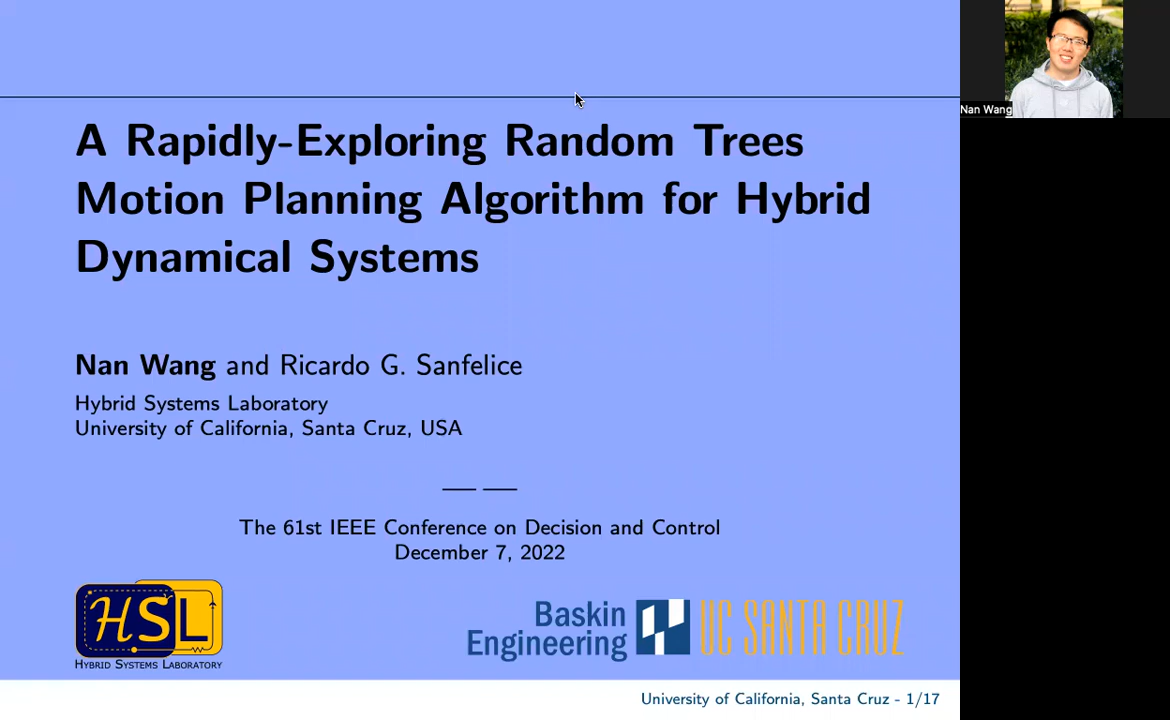 Nan Wang
A Rapidly-Exploring Random Trees
Motion Planning Algorithm for Hybrid
Dynamical Systems
Nan Wang and Ricardo G. Sanfelice
Hybrid Systems Laboratory
University of California, Santa Cruz, USA
The 61st IEEE Conference on Decision and Control
December 7, 2022
HSL
HYBRID SYSTEMS LABORATORY
Baskin
Engineering
UC SANTA CRUZ
University of California, Santa Cruz - 1/17